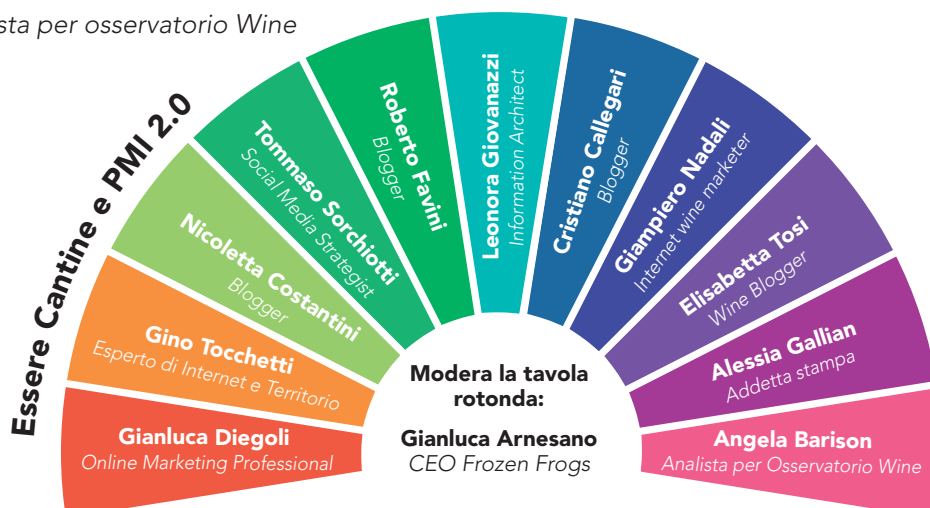 sta per osservatorio Wine
Essere Cantine e PMI 2.0
Gianluca Diegoli
Online Marketing Professional
Gino Tocchetti
Esperto di Internet e Territorio
Nicoletta Costantini
Blogger
Tommaso Sorchiotti
Social Media Strategist
Roberto Favini
Blogger
Leonora Giovanazzi
Information Architect
Cristiano Callegari
Blogger
Giampiero Nadali
Internet wine marketer
Elisabetta Tosi
Wine Blogger
Alessia Gallian
Addetta stampa
Angela Barison
Analista per Osservatorio Wine
Modera la tavola
rotonda:
Gianluca Arnesano
CEO Frozen Frogs